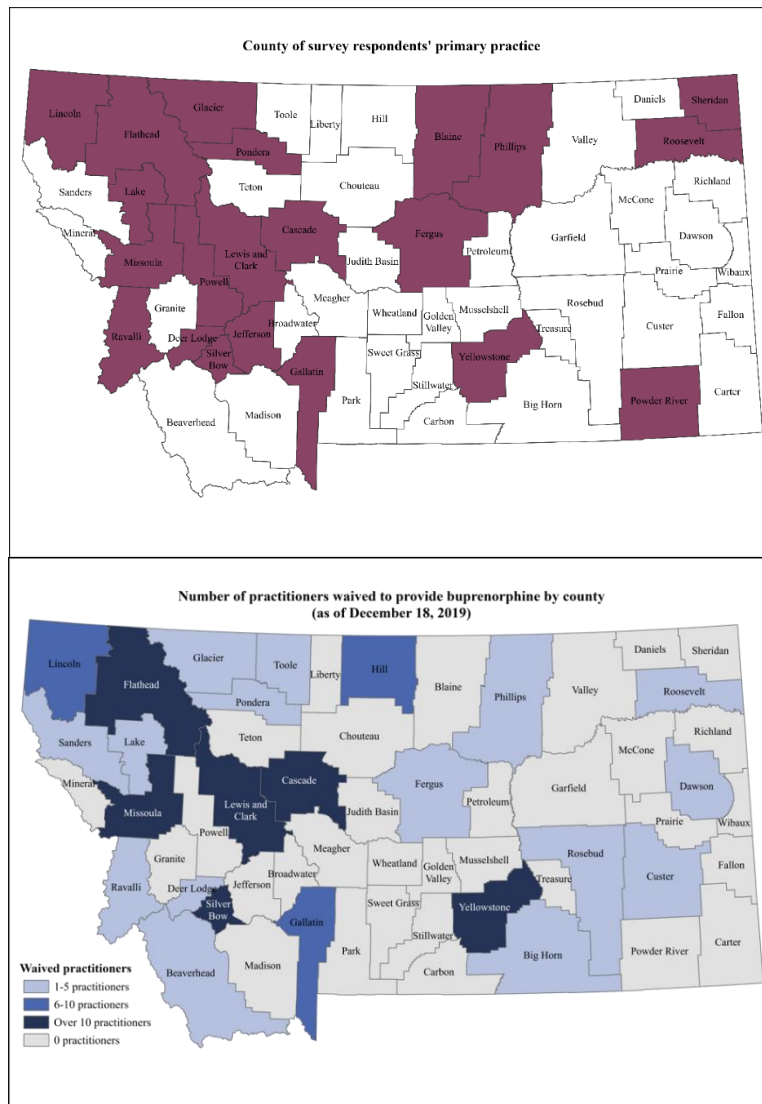 County of survey respondents' primary practice
Lincoln
Flathead
Glacier
Toole
Liberty
Hill
Blaine
Phillips
Valley
Daniels
Sheridan
Roosevelt
Pondera
Sanders
Lake
Teton
Chouteau
McCone
Richland
Mineral
Missoula
Lewis and
Clark
Cascade
Judith Basin
Fergus
Petroleum
Garfield
Dawson
Prairie
Wibaux
Powell
Granite
Meagher
Ravalli
Deer Lodge
Silver
Bow
Jefferson
Broadwater
Wheatland
Golden
Valley
Musselshell
Rosebud
Treasure
Custer
Fallon
Gallatin
Sweet Grass
Yellowstone
Park
Stillwater
Beaverhead
Madison
Carbon
Big Horn
Powder River
Carter
Number of practitioners waived to provide buprenorphine by county
(as of December 18, 2019)
Lincoln
Flathead
Glacier
Toole
Liberty
Hill
Blaine
Phillips
Valley
Daniels
Sheridan
Roosevelt
Pondera
Sanders
Lake
Teton
Chouteau
McCone
Richland
Mineral
Missoula
Lewis and
Clark
Cascade
Judith Basin
Fergus
Petroleum
Garfield
Dawson
Prairie
Wibaux
Powell
Granite
Meagher
Ravalli
Deer Lodge
Silver
Bow
Jefferson
Broadwater
Wheatland
Golden
Valley
Musselshell
Rosebud
Treasure
Custer
Fallon
Gallatin
Sweet Grass
Yellowstone
Park
Stillwater
Beaverhead
Madison
Carbon
Big Horn
Powder River
Carter
Waived practitioners
1-5 practitioners
6-10 practioners
Over 10 practitioners
0 practitioners